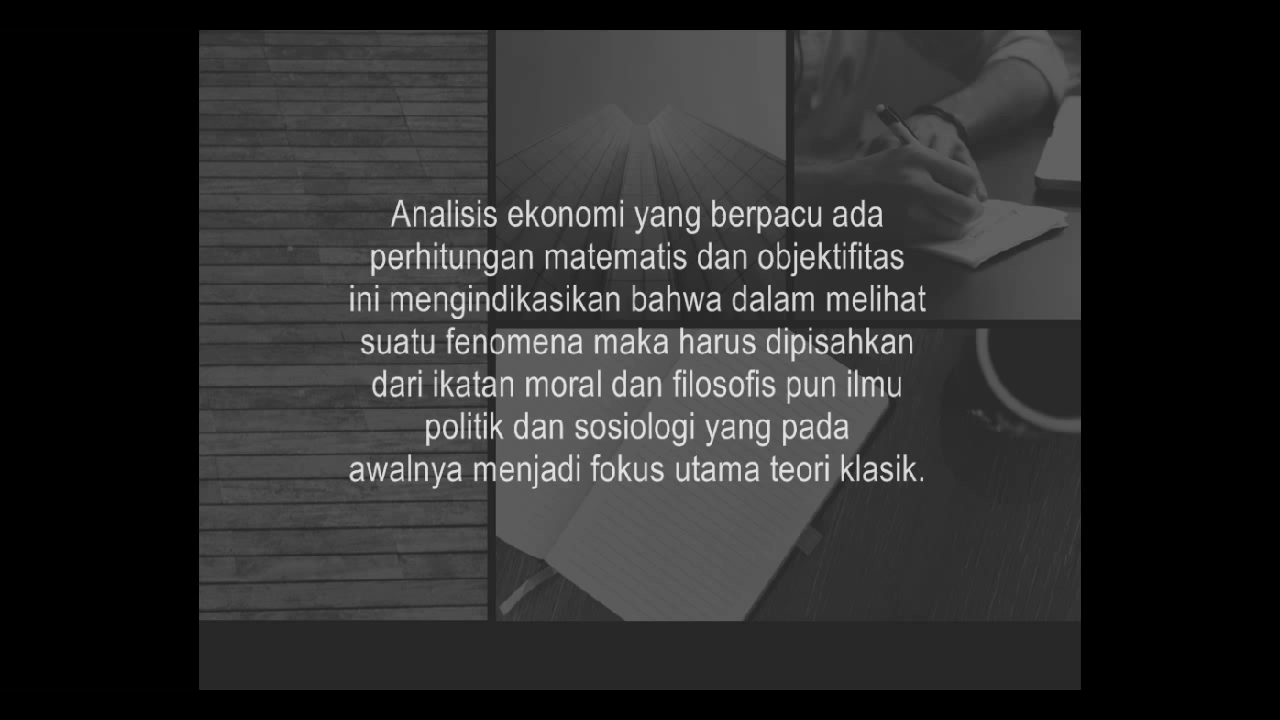 Analisis ekonomi yang berpacu ada
perhitungan matematis dan objektifitas
ini mengindikasikan bahwa dalam melihat
suatu fenomena maka harus dipisahkan
dari ikatan moral dan filosofis pun ilmu
politik dan sosiologi yang pada
awalnya menjadi fokus utama teori klasik.